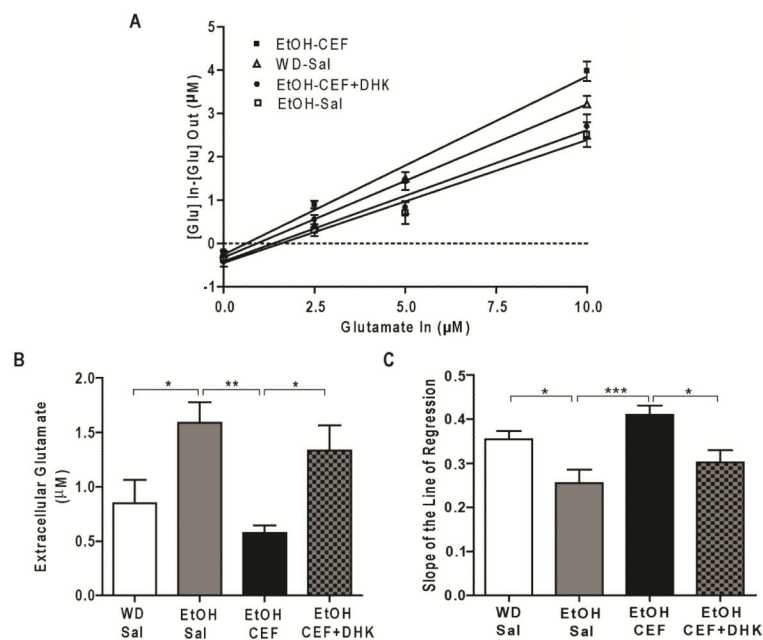 A
EtOH-CEF
WD-Sal
EtOH-CEF+DHK
EtOH-Sal
[Glu] In-[Glu] Out (µM)
5
4
3
2
1
0
-1
0.0 2.5 5.0 7.5 10.0
Glutamate In (µM)
B
Extracellular Glutamate
(µM)
2.0
1.5
1.0
0.5
0.0
* ** *
WD EtOH EtOH EtOH
Sal Sal CEF CEF+DHK
C
Slope of the Line of Regression
0.5
0.4
0.3
0.2
0.1
0.0
* *** *
WD EtOH EtOH EtOH
Sal Sal CEF CEF+DHK